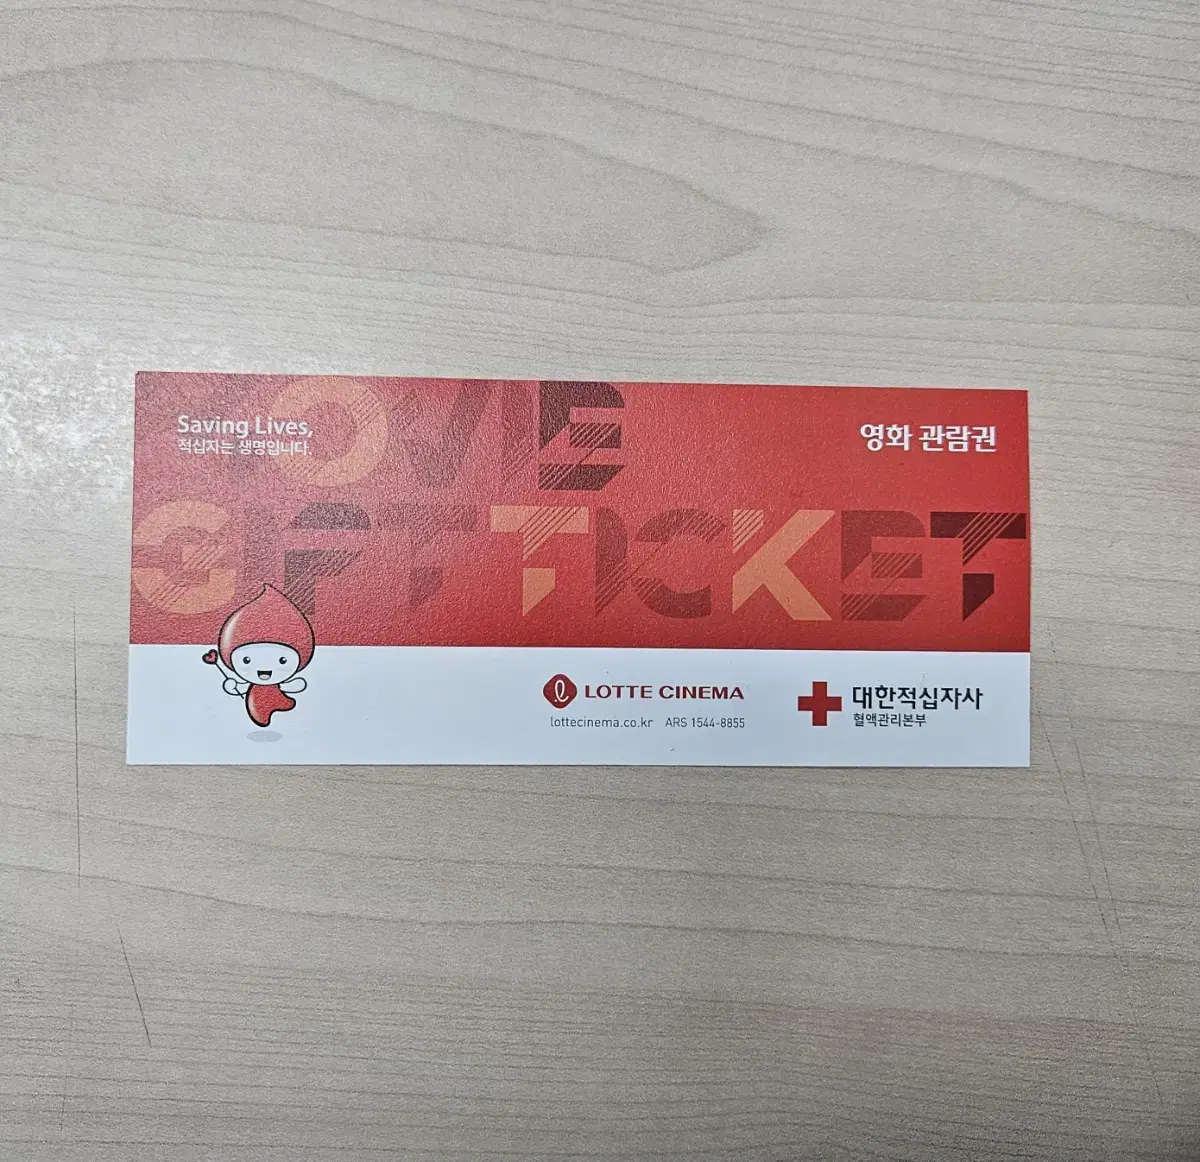 Saving Lives,
적십자는 생명입니다.
영화 관람권
MOVIE
GIFT TICKET
LOTTE CINEMA
lottecinema.co.kr ARS 1544-8855
대한적십자사
혈액관리본부